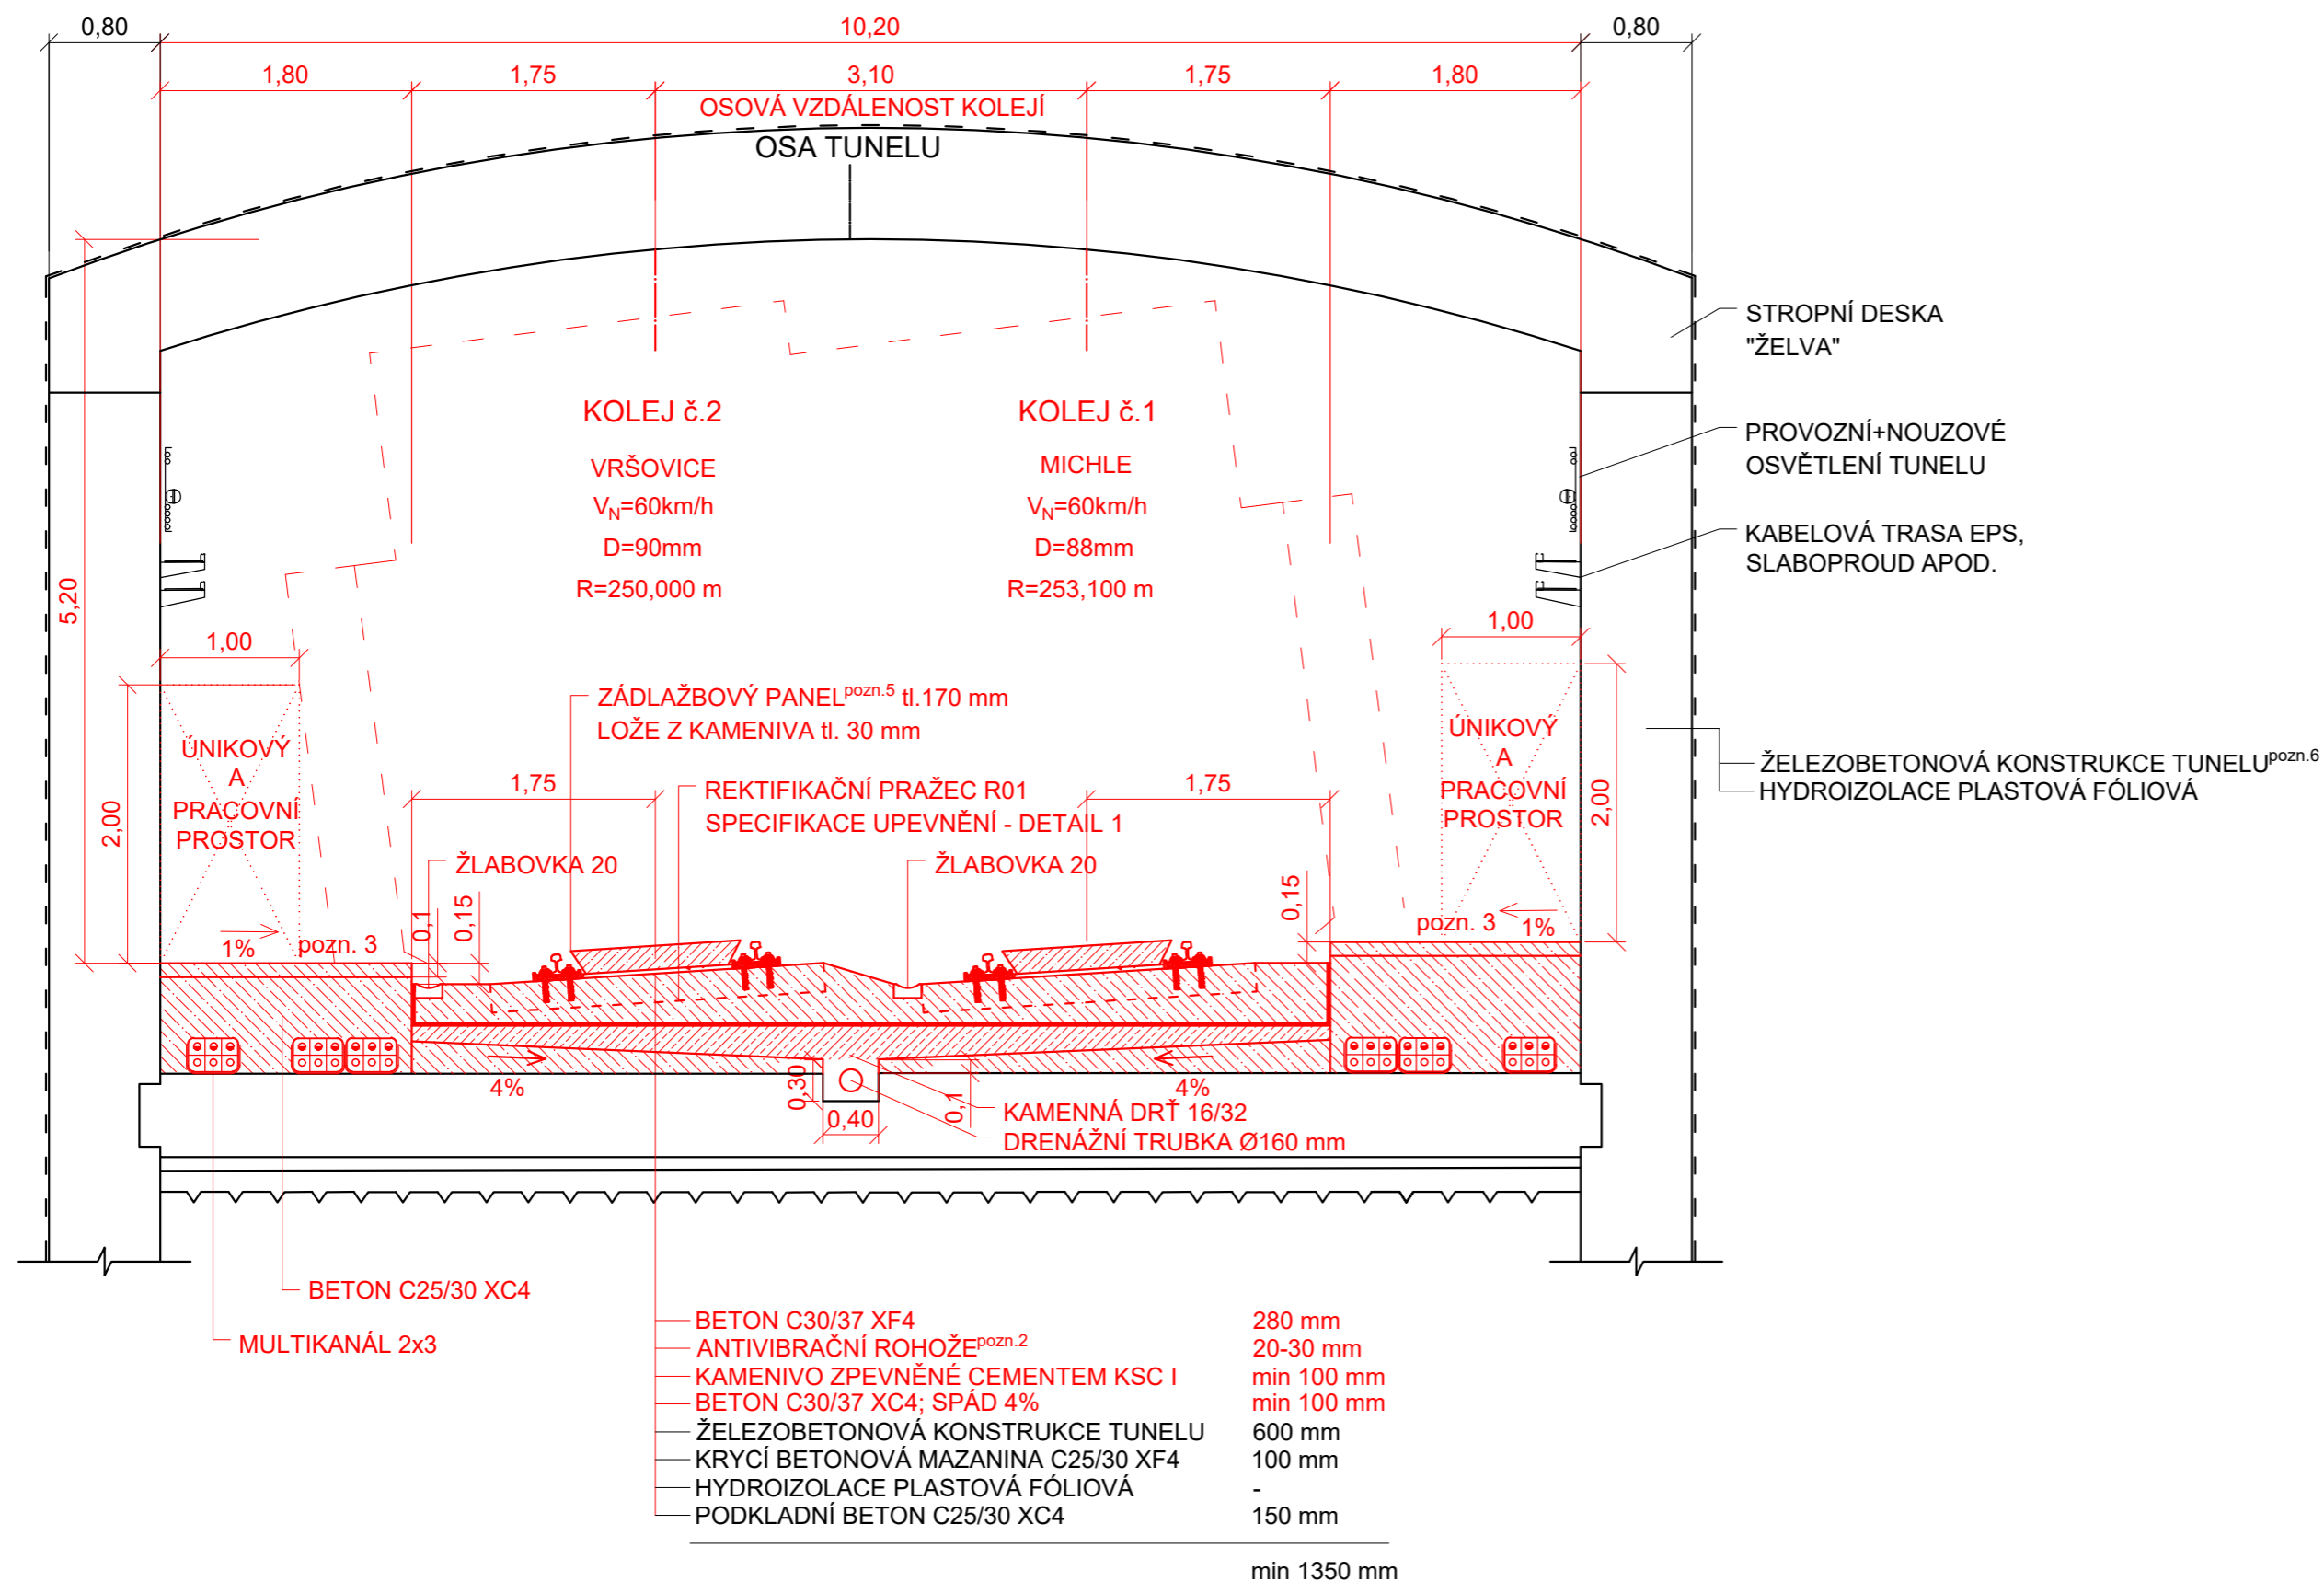 0,80
10,20
0,80
1,80
1,75
3,10
1,75
1,80
OSOVÁ VZDÁLENOST KOLEJÍ
OSA TUNELU
STROPNÍ DESKA
"ŽELVA"
KOLEJ č.2
KOLEJ č.1
PROVOZNÍ+NOUZOVÉ
OSVĚTLENÍ TUNELU
VRŠOVICE
MICHLE
VN=60km/h
VN=60km/h
D=90mm
D=88mm
R=250,000 m
R=253,100 m
KABELOVÁ TRASA EPS,
SLABOPROUD APOD.
5,20
1,00
1,00
ZÁDLAŽBOVÝ PANELpozn.5 tl.170 mm
LOŽE Z KAMENIVA tl. 30 mm
ÚNIKOVÝ
A
PRACOVNÍ
PROSTOR
2,00
ÚNIKOVÝ
A
PRACOVNÍ
PROSTOR
2,00
ŽELEZOBETONOVÁ KONSTRUKCE TUNELUpozn.6
HYDROIZOLACE PLASTOVÁ FÓLIOVÁ
1,75
REKTIFIKAČNÍ PRAŽEC R01
SPECIFIKACE UPEVNĚNÍ - DETAIL 1
1,75
ŽLABOVKA 20
ŽLABOVKA 20
0,1
0,15
0,15
1%
pozn. 3
pozn. 3
1%
4%
0,30
0,40
0,1
4%
KAMENNÁ DRŤ 16/32
DRENÁŽNÍ TRUBKA Ø160 mm
BETON C25/30 XC4
MULTIKANÁL 2x3
BETON C30/37 XF4 280 mm
ANTIVIBRAČNÍ ROHOŽEpozn.2 20-30 mm
KAMENIVO ZPEVNĚNÉ CEMENTEM KSC I min 100 mm
BETON C30/37 XC4; SPÁD 4% min 100 mm
ŽELEZOBETONOVÁ KONSTRUKCE TUNELU 600 mm
KRYCÍ BETONOVÁ MAZANINA C25/30 XF4 100 mm
HYDROIZOLACE PLASTOVÁ FÓLIOVÁ -
PODKLADNÍ BETON C25/30 XC4 150 mm
min 1350 mm